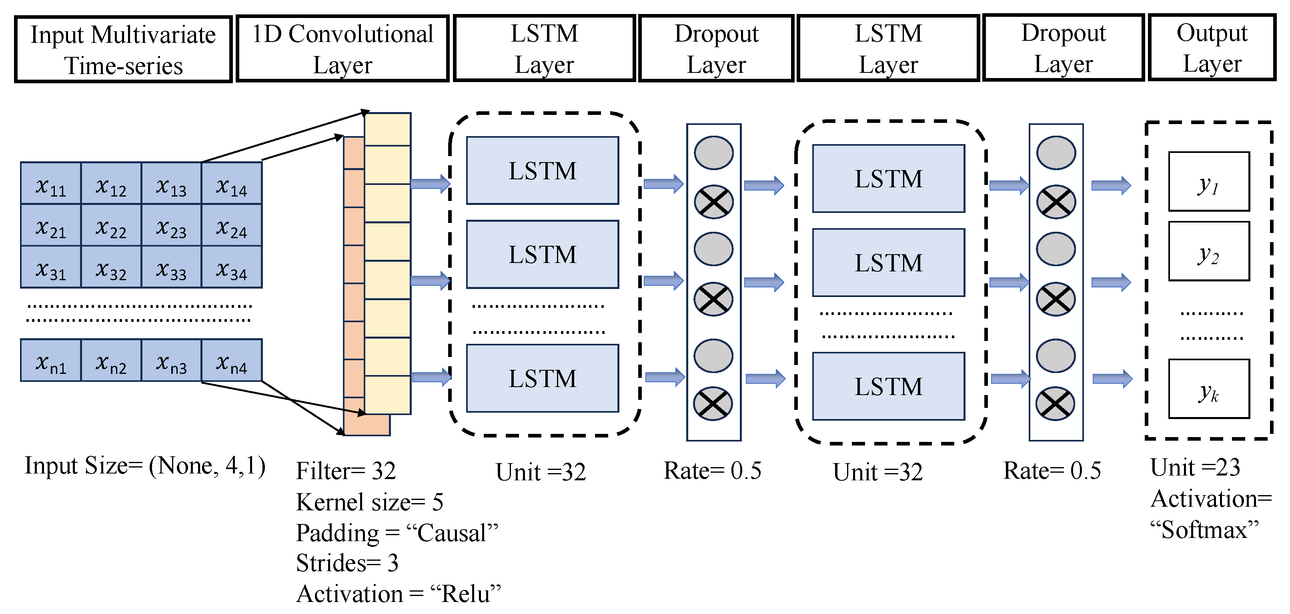 Input Multivariate
Time-series
1D Convolutional
Layer
LSTM
Layer
Dropout
Layer
LSTM
Layer
Dropout
Layer
Output
Layer
x11 x12 x13 x14
x21 x22 x23 x24
x31 x32 x33 x34
xn1 xn2 xn3 xn4
LSTM
LSTM
LSTM
LSTM
LSTM
LSTM
y1
y2
yk
Input Size= (None, 4,1)
Filter= 32
Kernel size= 5
Padding = “Causal”
Strides= 3
Activation = “Relu”
Unit =32
Rate= 0.5
Unit =32
Rate= 0.5
Unit =23
Activation=
“Softmax”